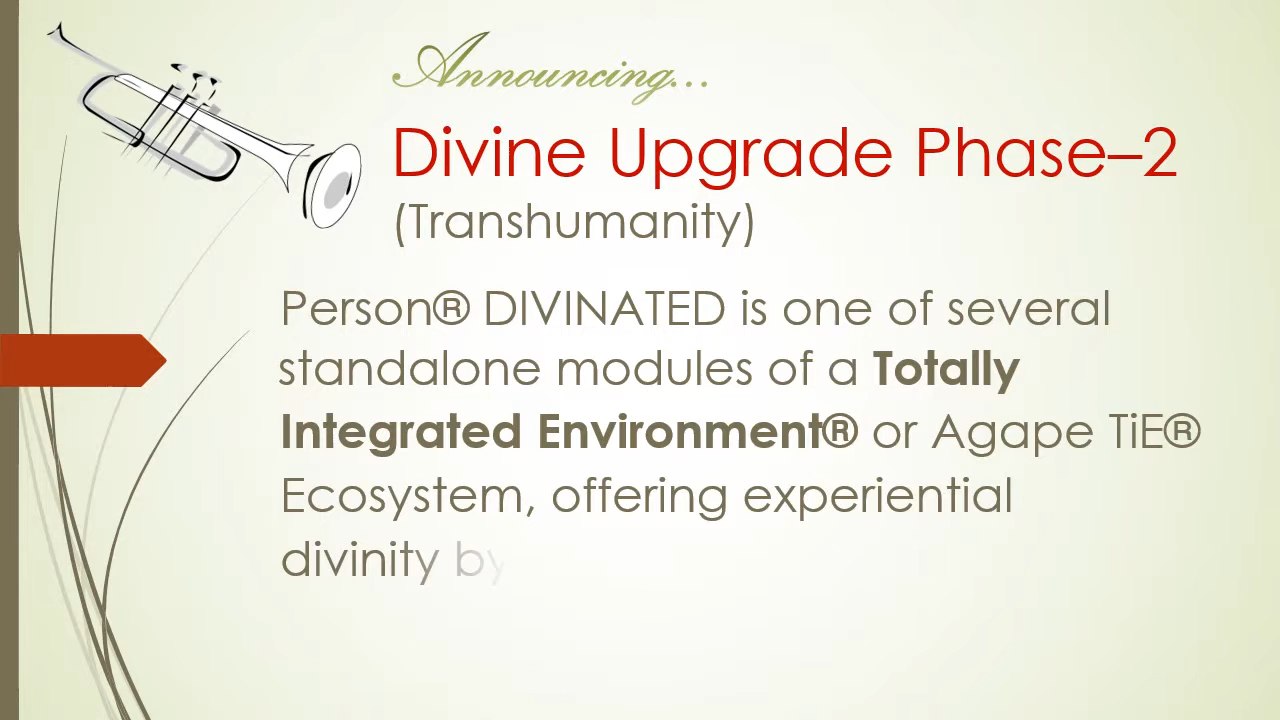 Announcing...
Divine Upgrade Phase–2
(Transhumanity)
Person® DIVINATED is one of several
standalone modules of a Totally
Integrated Environment® or Agape TiE®
Ecosystem, offering experiential
divinity by